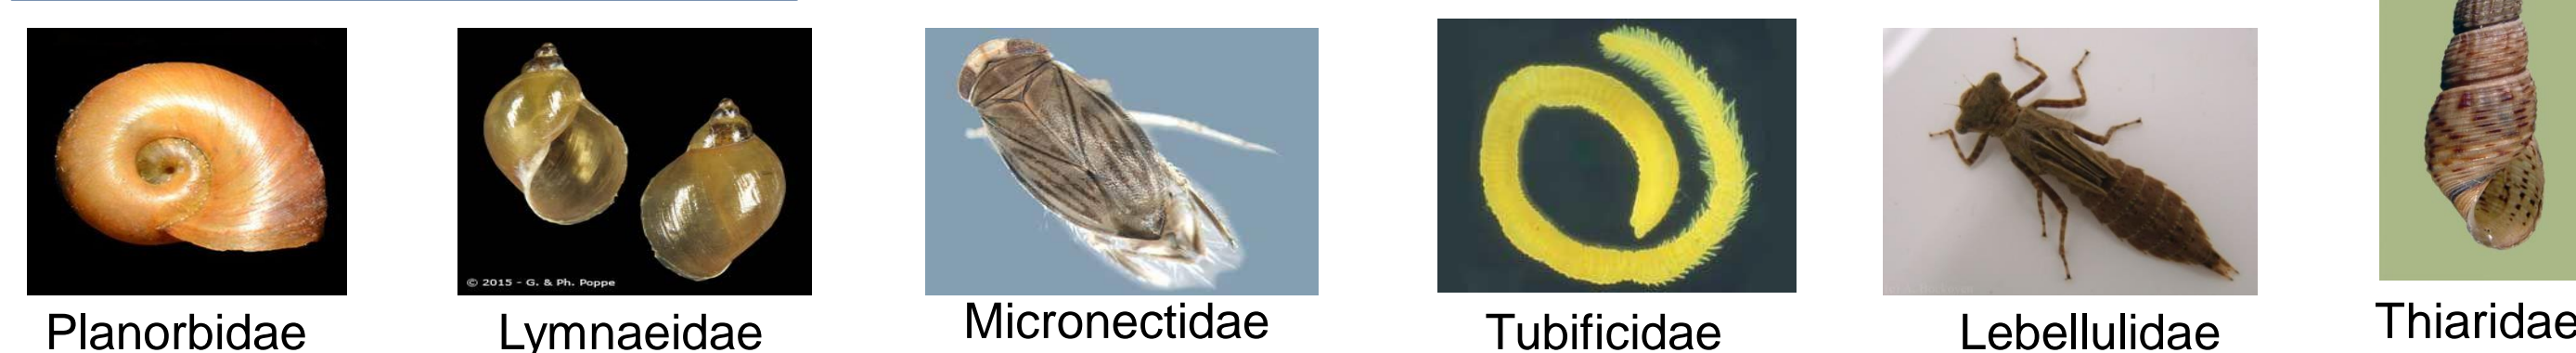 © 2015 - G. & Ph. Poppe
Planorbidae
Lymnaeidae
Micronectidae
Tubificidae
Lebellulidae
Thiaridae